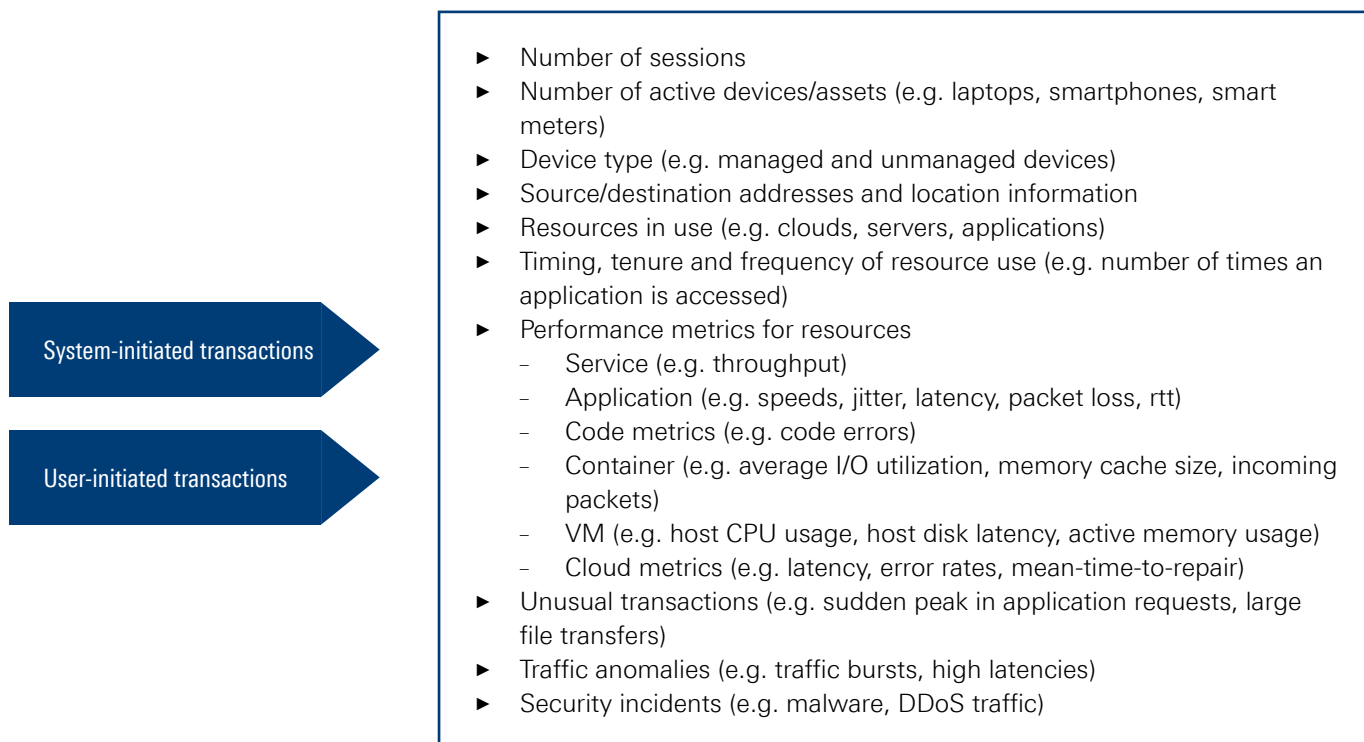 System-initiated transactions
User-initiated transactions
► Number of sessions
► Number of active devices/assets (e.g. laptops, smartphones, smart
meters)
► Device type (e.g. managed and unmanaged devices)
► Source/destination addresses and location information
► Resources in use (e.g. clouds, servers, applications)
► Timing, tenure and frequency of resource use (e.g. number of times an
application is accessed)
► Performance metrics for resources
– Service (e.g. throughput)
– Application (e.g. speeds, jitter, latency, packet loss, rtt)
– Code metrics (e.g. code errors)
– Container (e.g. average I/O utilization, memory cache size, incoming
packets)
– VM (e.g. host CPU usage, host disk latency, active memory usage)
– Cloud metrics (e.g. latency, error rates, mean-time-to-repair)
► Unusual transactions (e.g. sudden peak in application requests, large
file transfers)
► Traffic anomalies (e.g. traffic bursts, high latencies)
► Security incidents (e.g. malware, DDoS traffic)